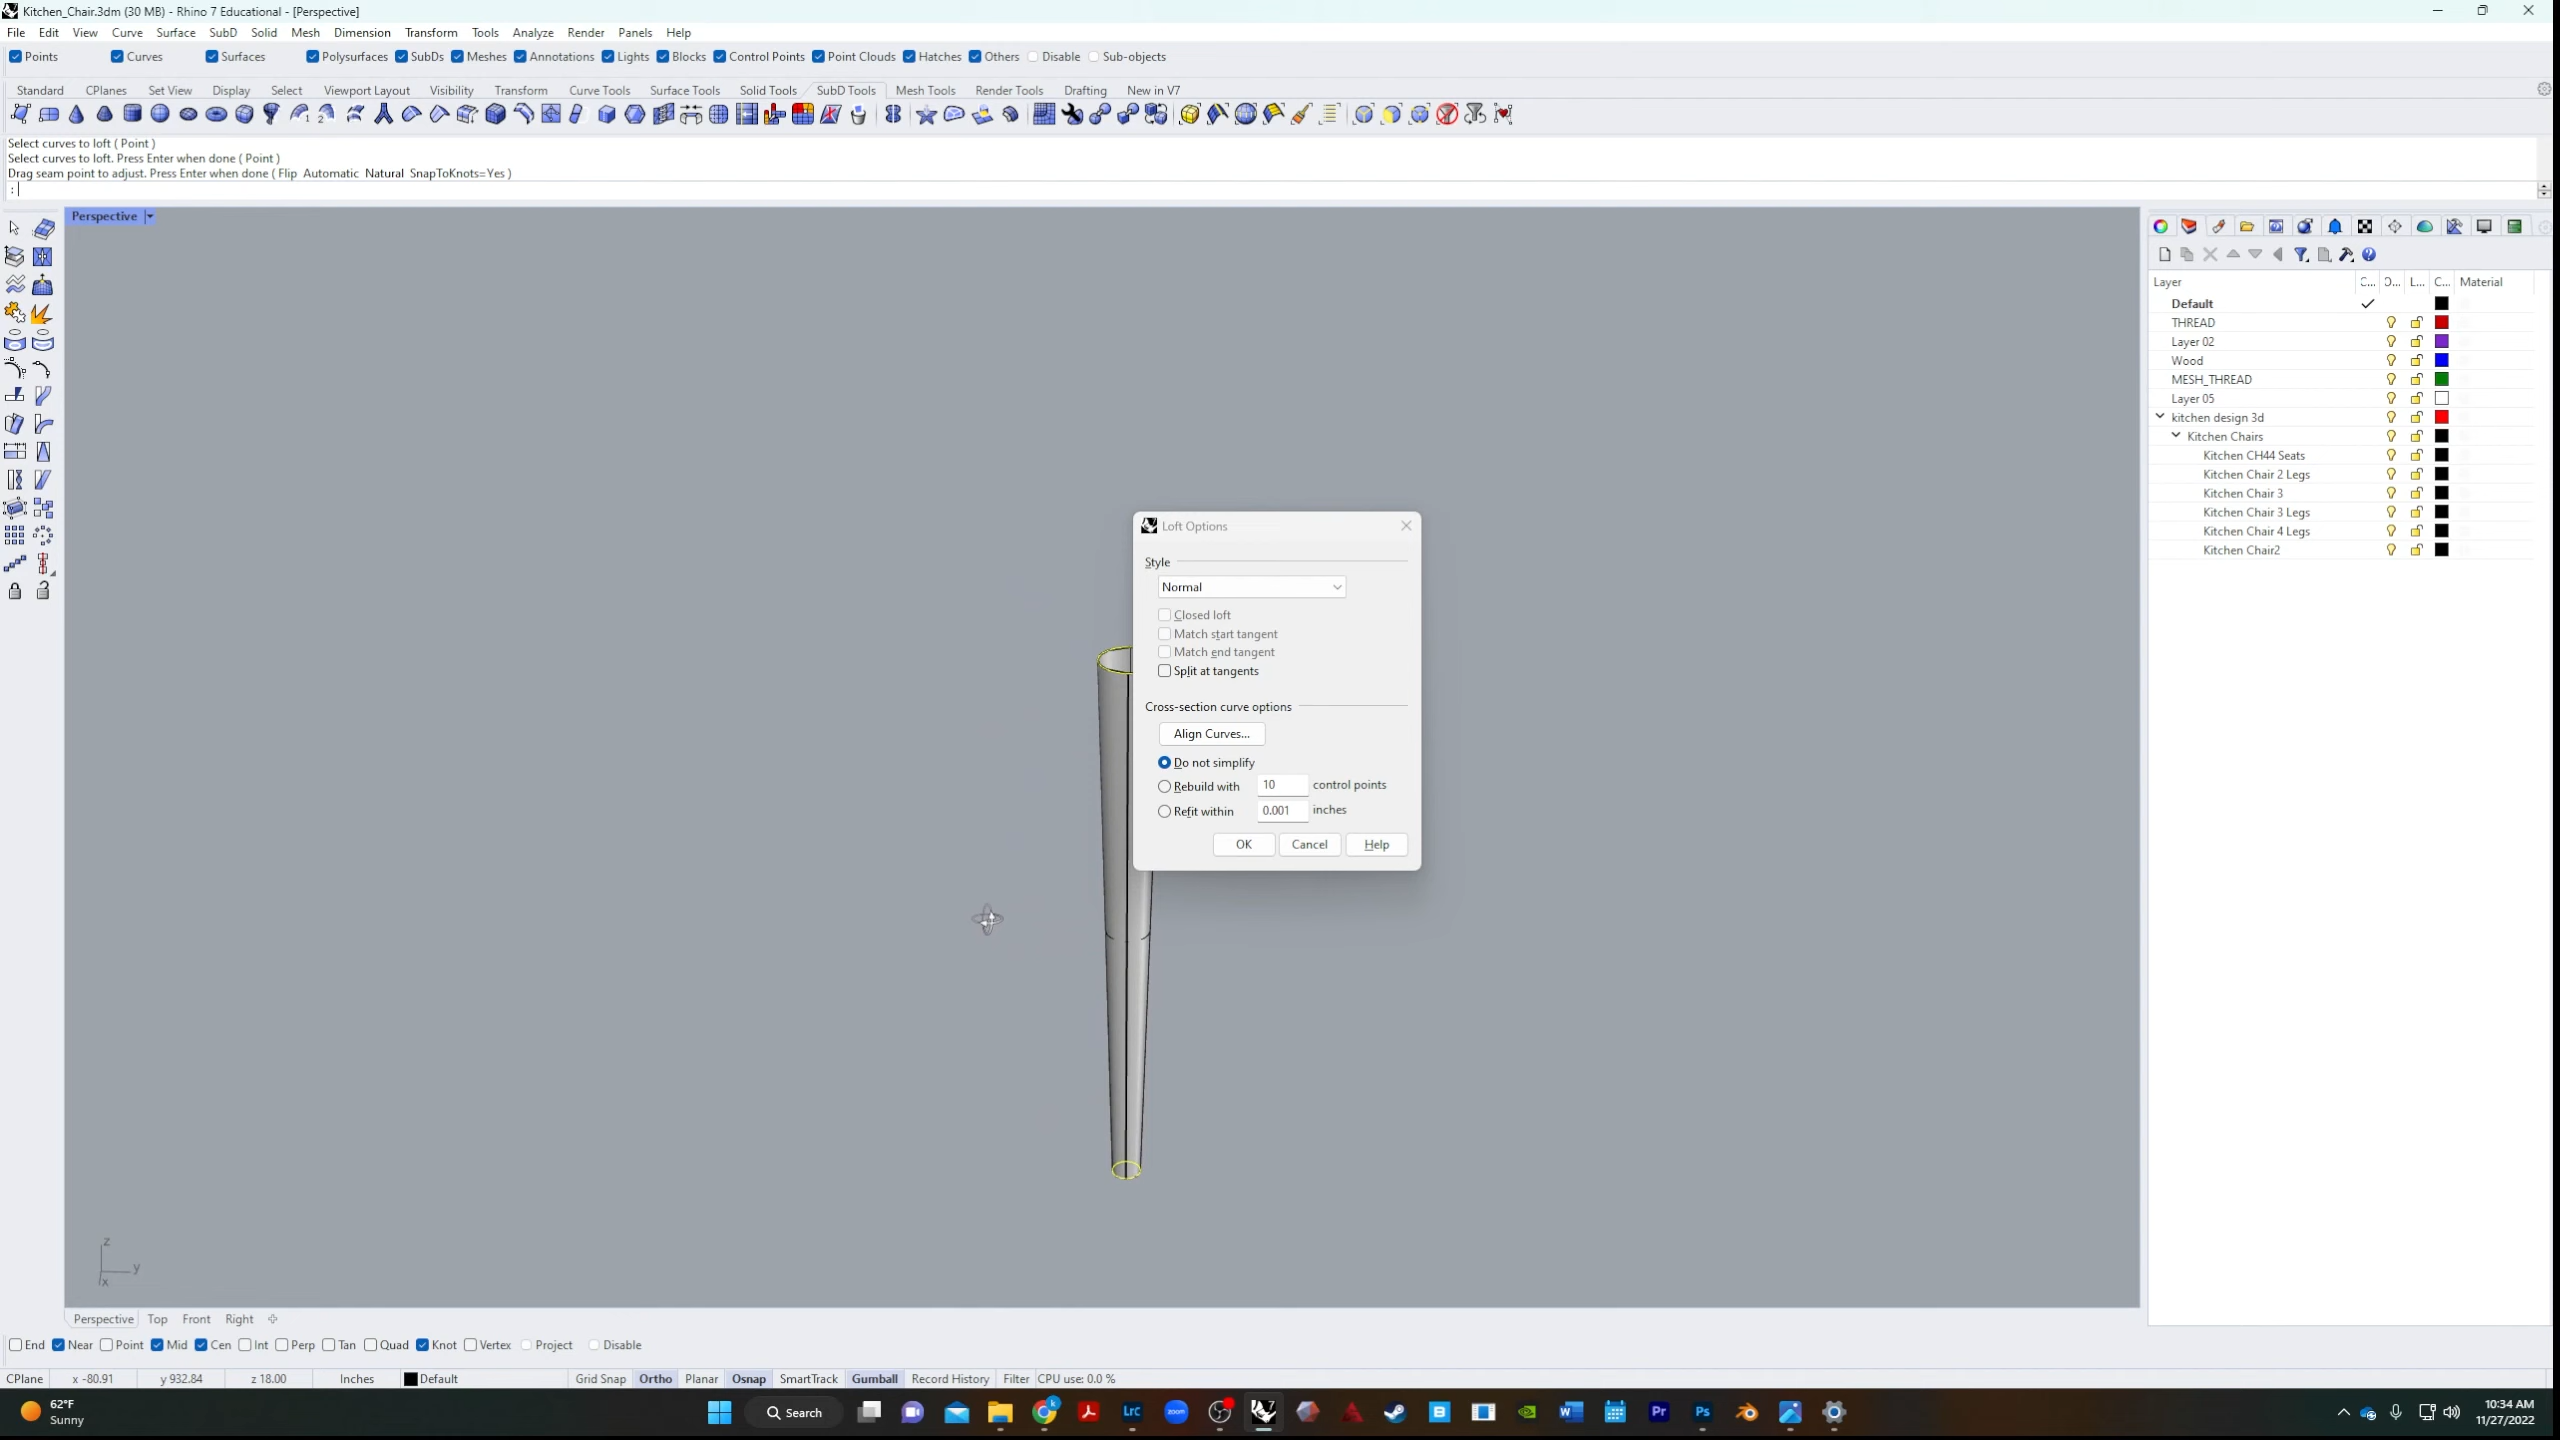 Kitchen_Chair.3dm (30 MB) - Rhino 7 Educational - [Perspective]
File Edit View Curve Surface SubD Solid Mesh Dimension Transform Tools Analyze Render Panels Help
Points Curves Surfaces Polysurfaces SubDs Meshes Annotations Lights Blocks Control Points Point Clouds Hatches Others Disable Sub-objects
Standard CPlanes Set View Display Select Viewport Layout Visibility Transform Curve Tools Surface Tools Solid Tools SubD Tools Mesh Tools Render Tools Drafting New in V7
Select curves to loft ( Point )
Select curves to loft. Press Enter when done ( Point )
Drag seam point to adjust. Press Enter when done ( Flip Automatic Natural SnapToKnots=Yes )
:
Perspective
Layer C... O... L... C... Material
Default
THREAD
Layer 02
Wood
MESH_THREAD
Layer 05
kitchen design 3d
Kitchen Chairs
Kitchen CH44 Seats
Kitchen Chair 2 Legs
Kitchen Chair 3
Kitchen Chair 3 Legs
Kitchen Chair 4 Legs
Kitchen Chair2
Loft Options
Style
Normal
Closed loft
Match start tangent
Match end tangent
Split at tangents
Cross-section curve options
Align Curves...
Do not simplify
Rebuild with 10 control points
Refit within 0.001 inches
OK Cancel Help
z
y
x
Perspective Top Front Right
End Near Point Mid Cen Int Perp Tan Quad Knot Vertex Project Disable
CPlane x -80.91 y 932.84 z 18.00 Inches Default Grid Snap Ortho Planar Osnap SmartTrack Gumball Record History Filter CPU use: 0.0 %
62°F
Sunny
Search
Lrc
zoom
7
B
W
Pr
Ps
10:34 AM
11/27/2022